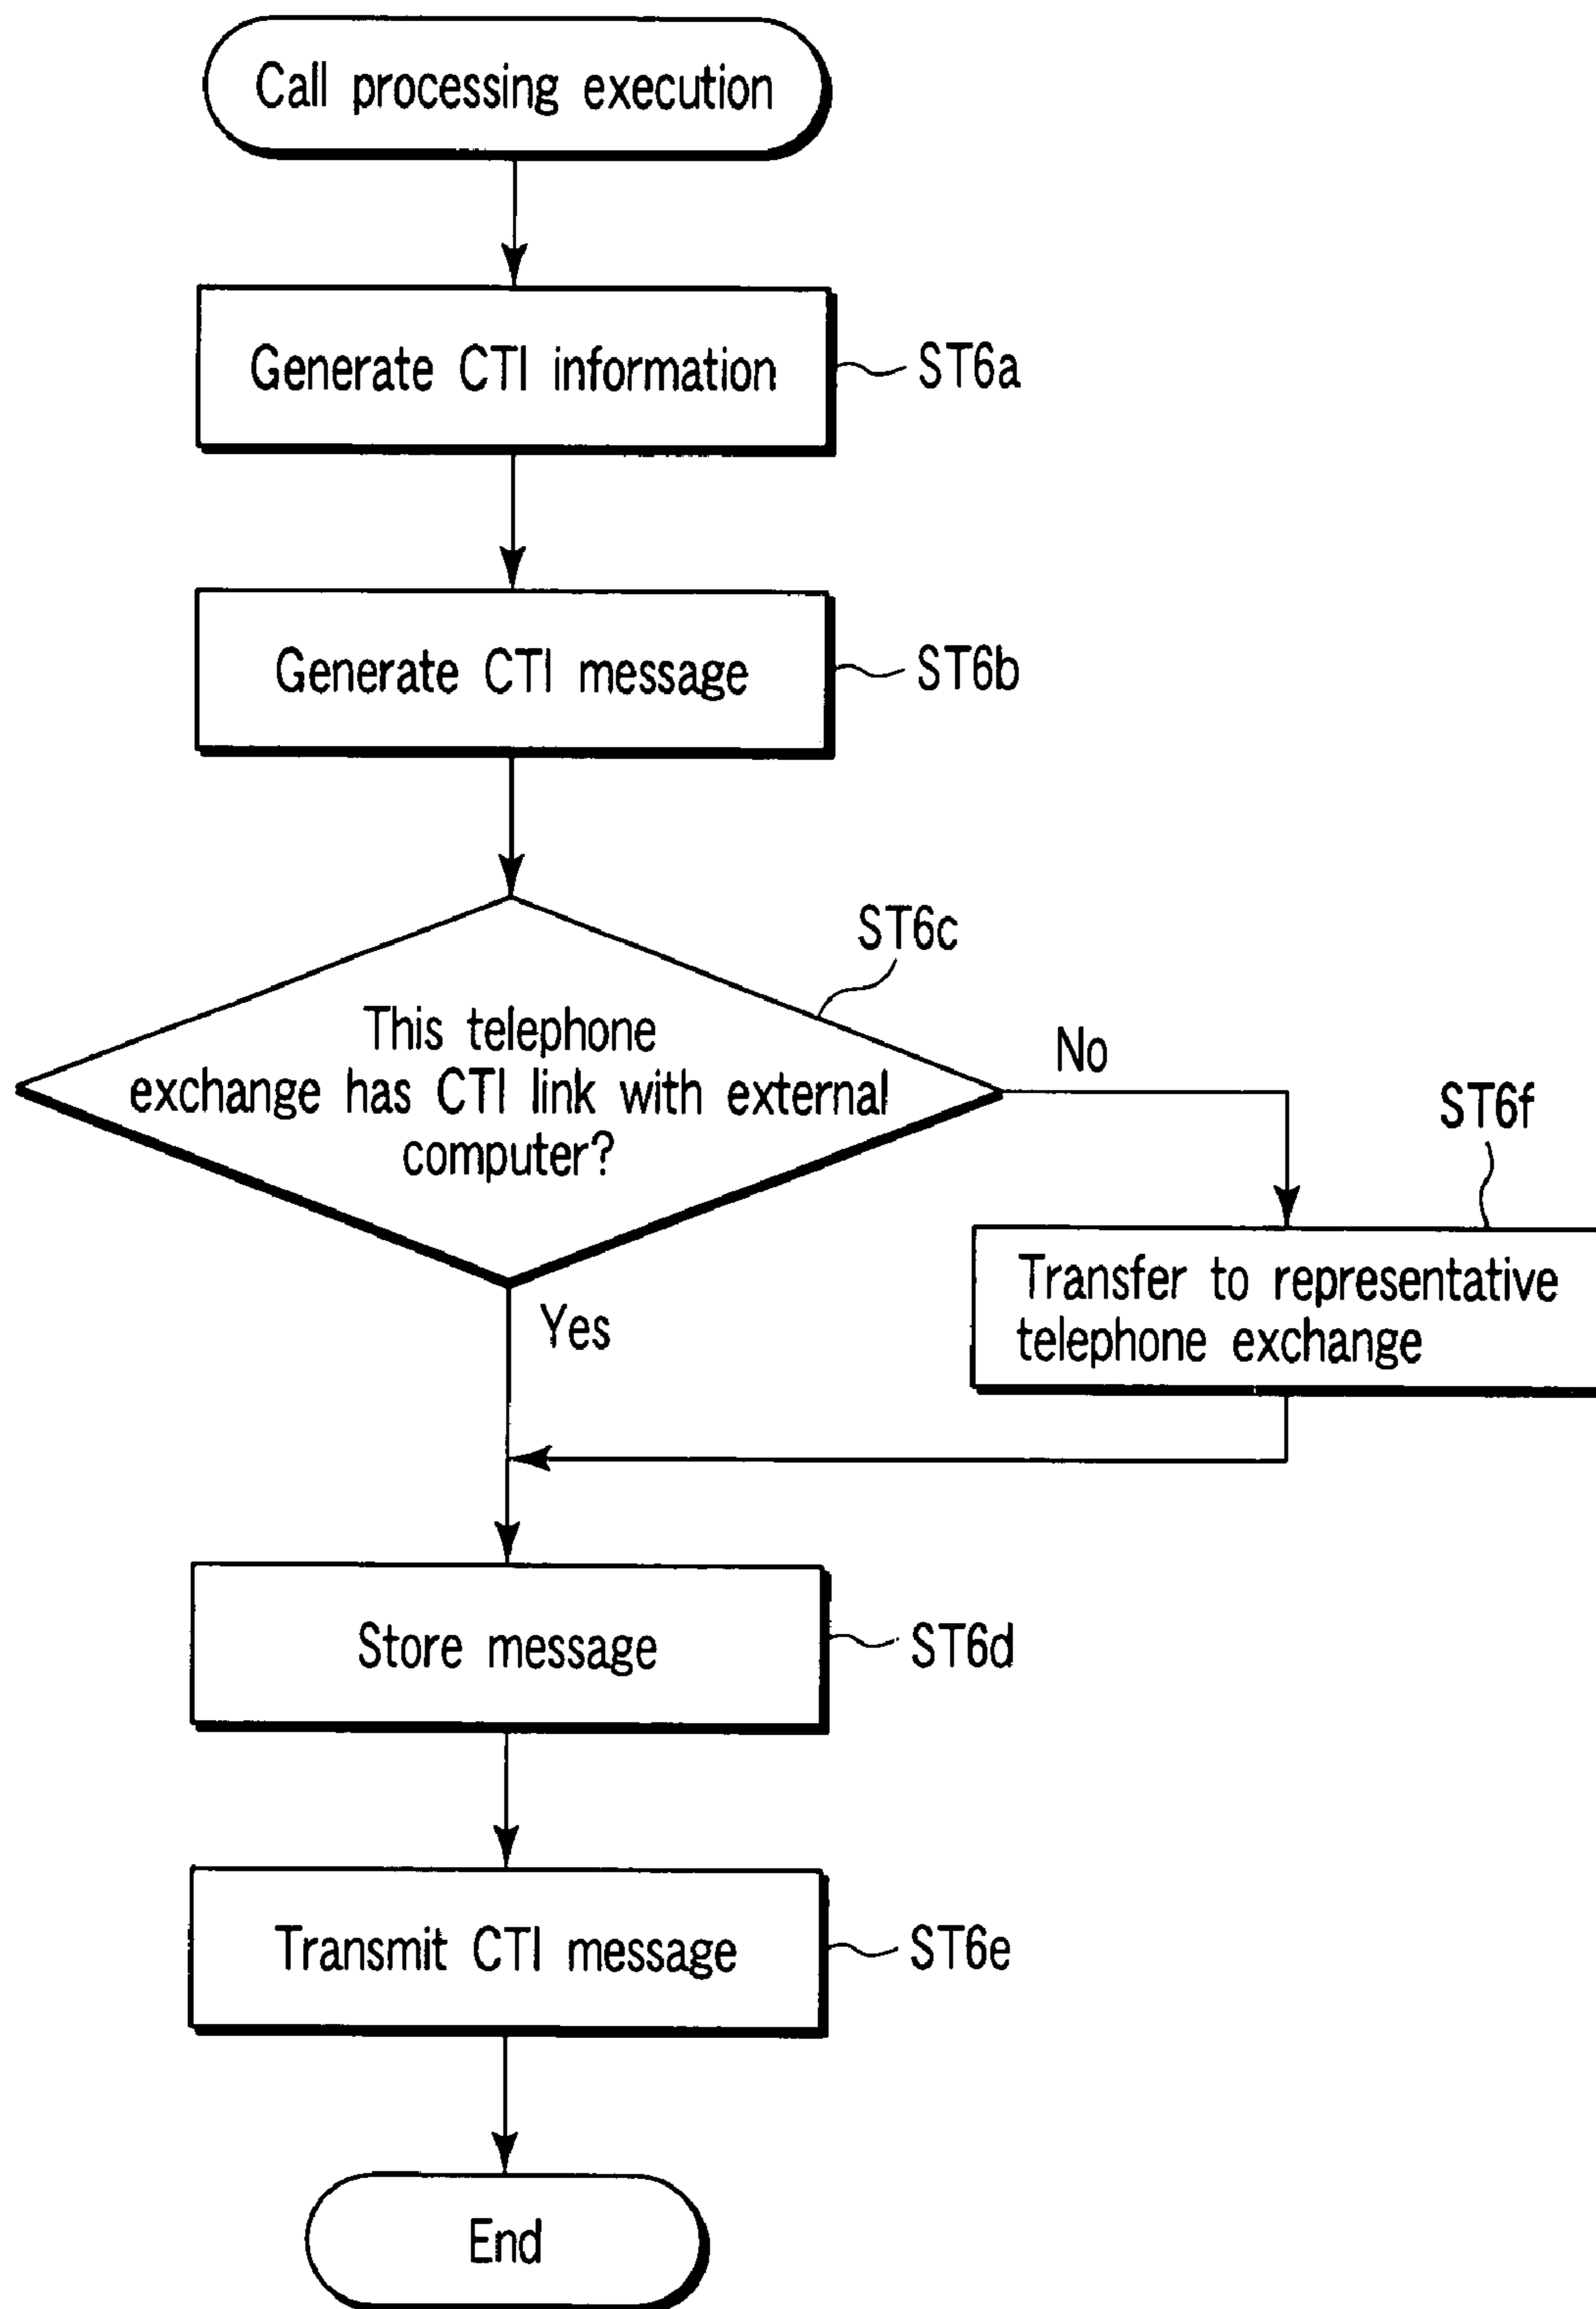 Call processing execution
Generate CTI information
ST6a
Generate CTI message
ST6b
ST6c
This telephone
exchange has CTI link with external
computer?
No
ST6f
Transfer to representative
telephone exchange
Yes
Store message
ST6d
Transmit CTI message
ST6e
End